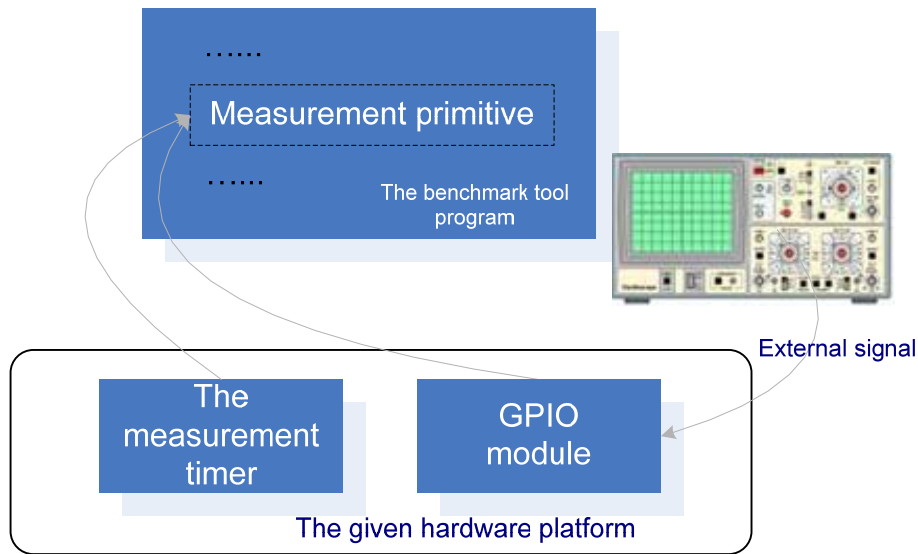 ......
Measurement primitive
......
The benchmark tool
program
External signal
The
measurement
timer
GPIO
module
The given hardware platform